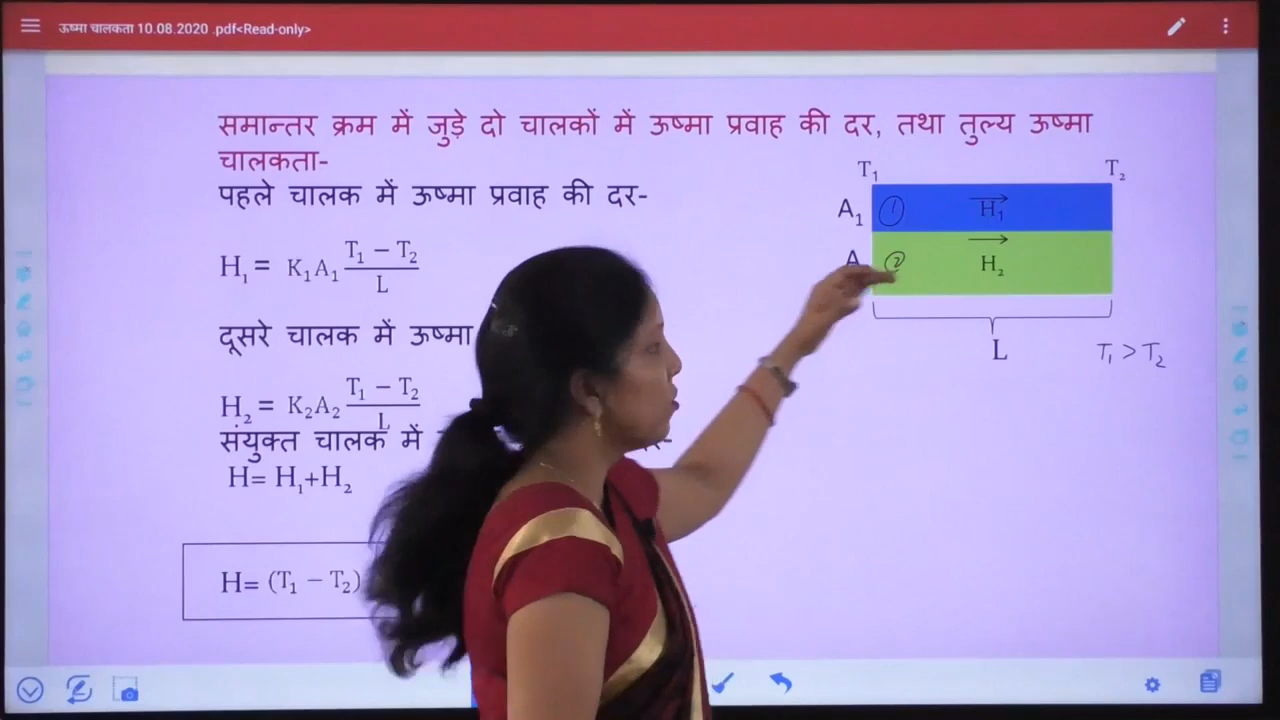 ऊष्मा चालकता 10.08.2020 .pdf<Read-only>
समान्तर क्रम में जुड़े दो चालकों में ऊष्मा प्रवाह की दर, तथा तुल्य ऊष्मा
चालकता-
पहले चालक में ऊष्मा प्रवाह की दर-
H₁ = K₁A₁ (T₁ − T₂)/L
दूसरे चालक में ऊष्मा
H₂ = K₂A₂ (T₁ − T₂)/L
संयुक्त चालक में
H= H₁+H₂
H= (T₁ − T₂)
T₁ T₂
A₁ ① H₁
A ② H₂
L
T₁ > T₂